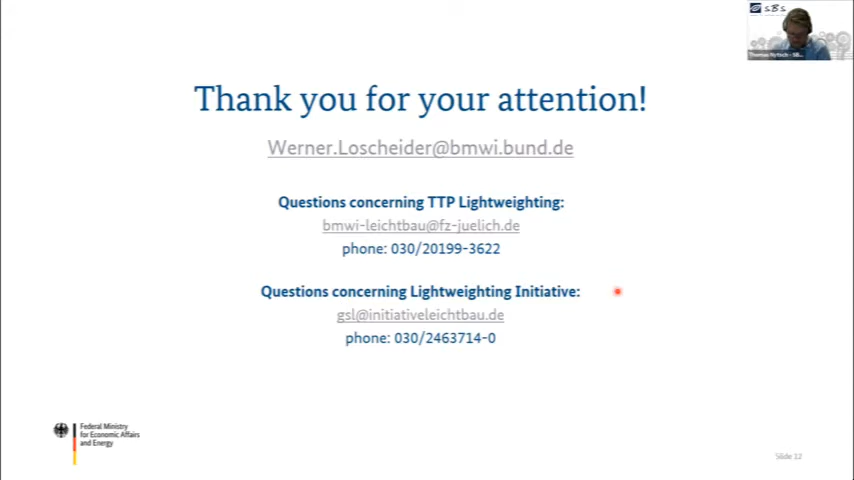 SBS
Thank you for your attention!
Werner.Loscheider@bmwi.bund.de
Questions concerning TTP Lightweighting:
bmwi-leichtbau@fz-juelich.de
phone: 030/20199-3622
Questions concerning Lightweighting Initiative:
gsl@initiativeleichtbau.de
phone: 030/2463714-0
Federal Ministry
for Economic Affairs
and Energy
Slide 12